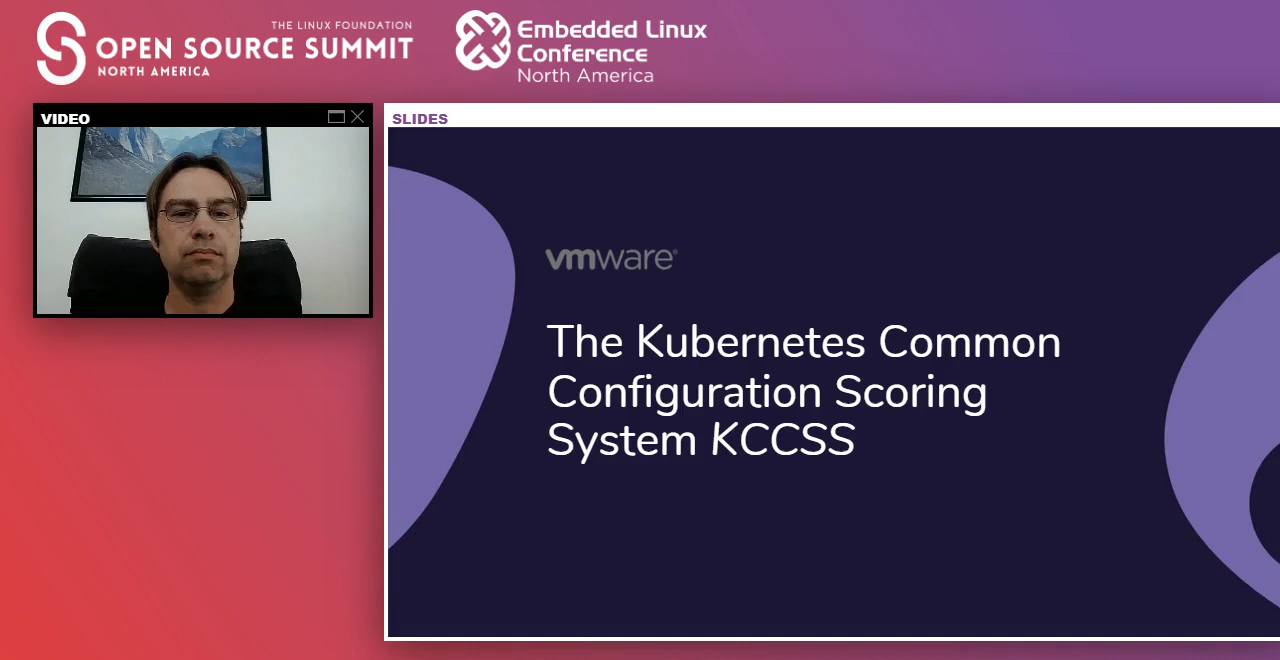 THE LINUX FOUNDATION
OPEN SOURCE SUMMIT
NORTH AMERICA
Embedded Linux
Conference
North America
VIDEO
SLIDES
vmware®
The Kubernetes Common
Configuration Scoring
System KCCSS